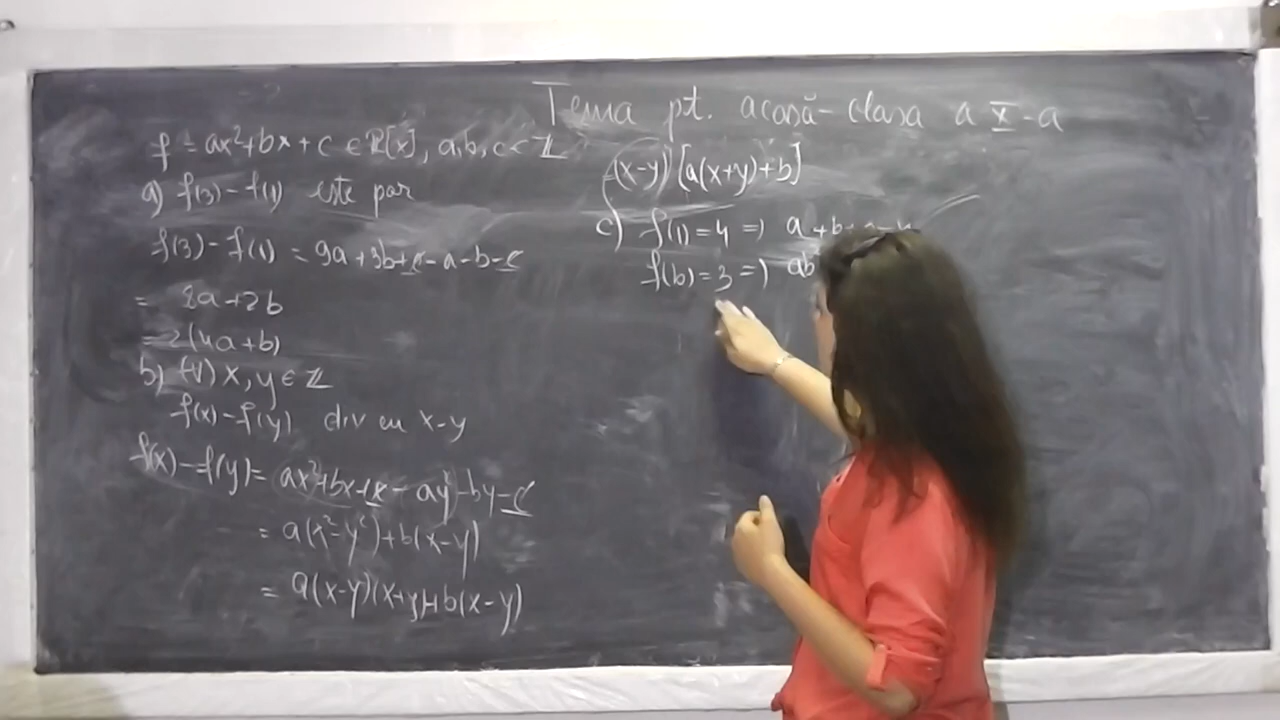 Tema pt. acasă - clasa a X-a
f = ax²+bx+c ∈ R[x], a,b,c ∈ Z
a) f(3)-f(1) este par
f(3)-f(1) = 9a+3b+c-a-b-c
= 8a+2b
= 2(4a+b)
b) (∀) x,y ∈ Z
f(x)-f(y) div cu x-y
f(x)-f(y)= ax²+bx+c-ay²-by-c
= a(x²-y²)+b(x-y)
= a(x-y)(x+y)+b(x-y)
(x-y)[a(x+y)+b]
c) f(1)=4 => a+b+
f(b)=3 => ab